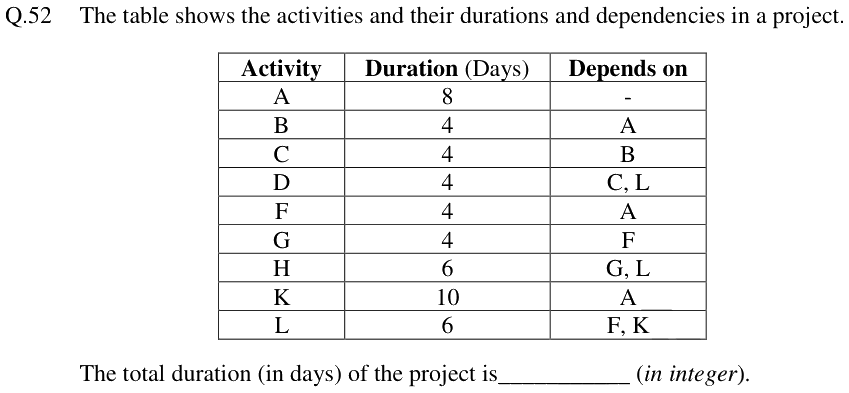 Q.52 The table shows the activities and their durations and dependencies in a project.
Activity Duration (Days) Depends on
A 8 -
B 4 A
C 4 B
D 4 C, L
F 4 A
G 4 F
H 6 G, L
K 10 A
L 6 F, K
The total duration (in days) of the project is___________ (in integer).